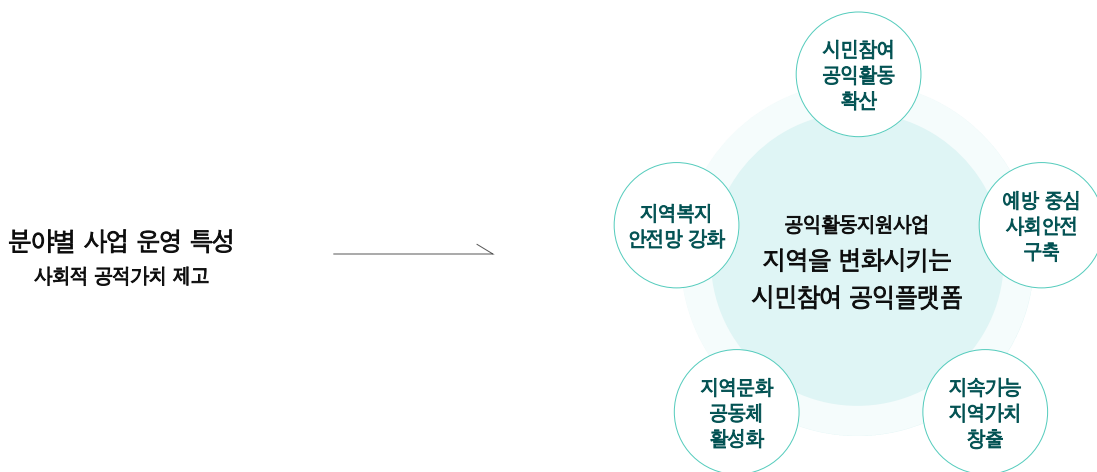 분야별 사업 운영 특성
사회적 공적가치 제고
시민참여
공익활동
확산
지역복지
안전망 강화
공익활동지원사업
지역을 변화시키는
시민참여 공익플랫폼
예방 중심
사회안전
구축
지역문화
공동체
활성화
지속가능
지역가치
창출